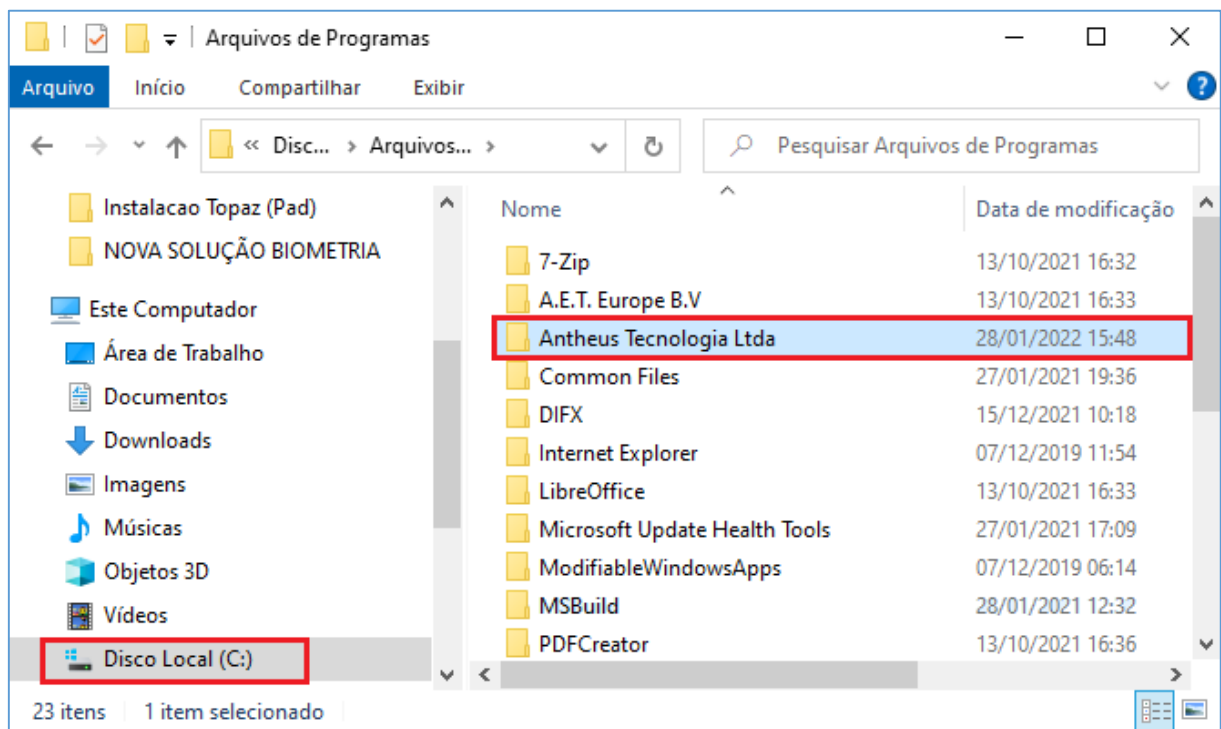 Arquivos de Programas
Arquivo Início Compartilhar Exibir ?
« Disc... › Arquivos... › Pesquisar Arquivos de Programas
Instalacao Topaz (Pad)
NOVA SOLUÇÃO BIOMETRIA
Este Computador
Área de Trabalho
Documentos
Downloads
Imagens
Músicas
Objetos 3D
Vídeos
Disco Local (C:)
Nome Data de modificação
7-Zip 13/10/2021 16:32
A.E.T. Europe B.V 13/10/2021 16:33
Antheus Tecnologia Ltda 28/01/2022 15:48
Common Files 27/01/2021 19:36
DIFX 15/12/2021 10:18
Internet Explorer 07/12/2019 11:54
LibreOffice 13/10/2021 16:33
Microsoft Update Health Tools 27/01/2021 17:09
ModifiableWindowsApps 07/12/2019 06:14
MSBuild 28/01/2021 12:32
PDFCreator 13/10/2021 16:36
23 itens 1 item selecionado